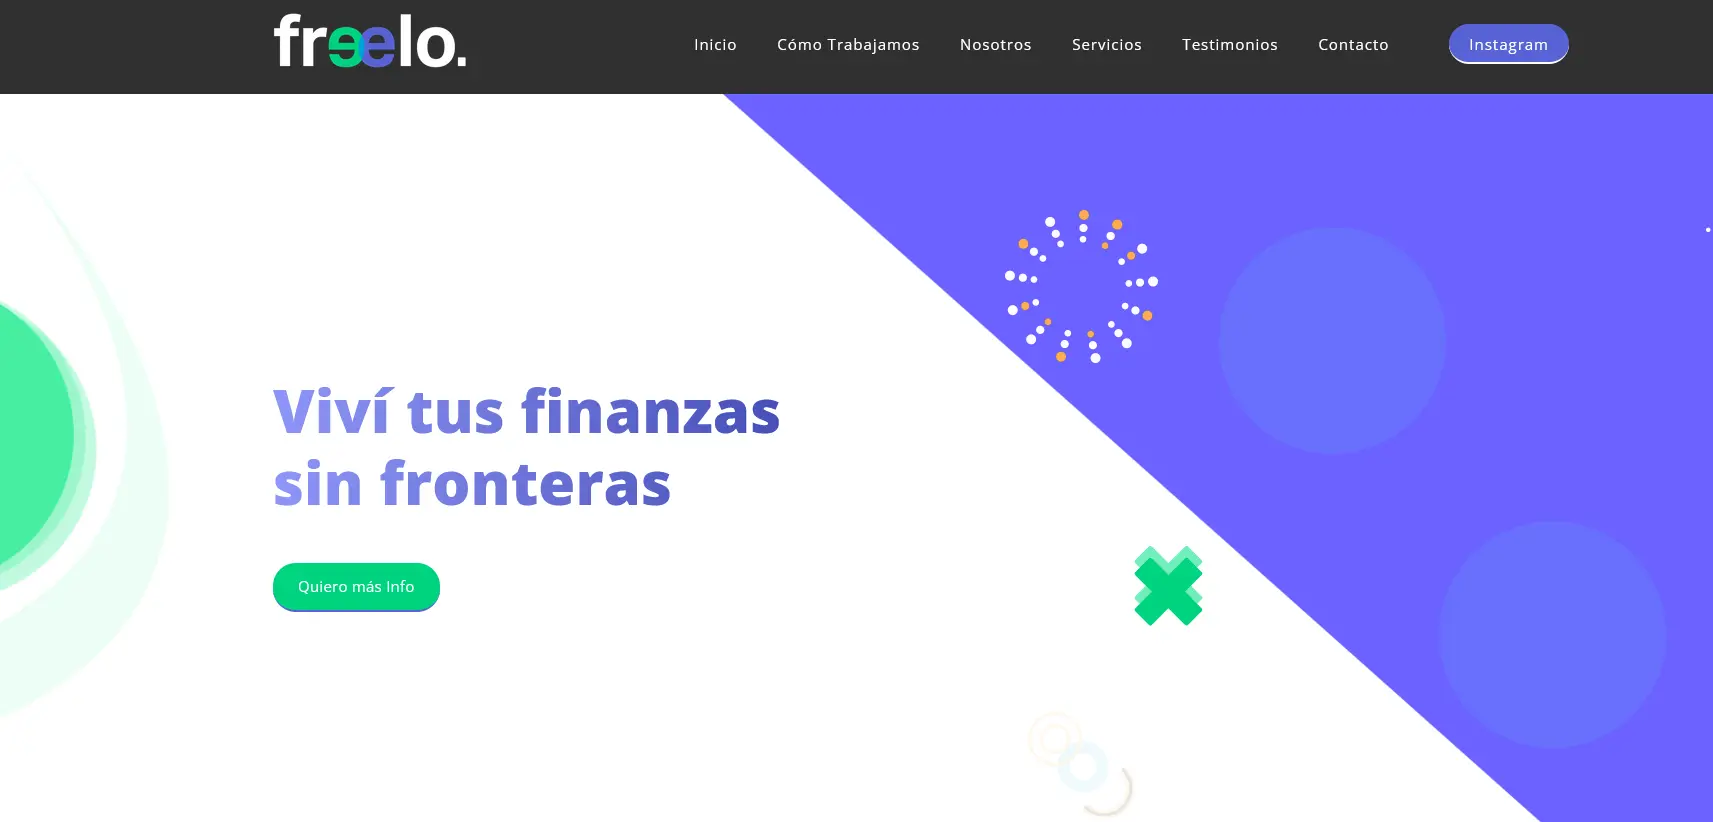 freelo.
Inicio
Cómo Trabajamos
Nosotros
Servicios
Testimonios
Contacto
Instagram
Viví tus finanzas
sin fronteras
Quiero más Info